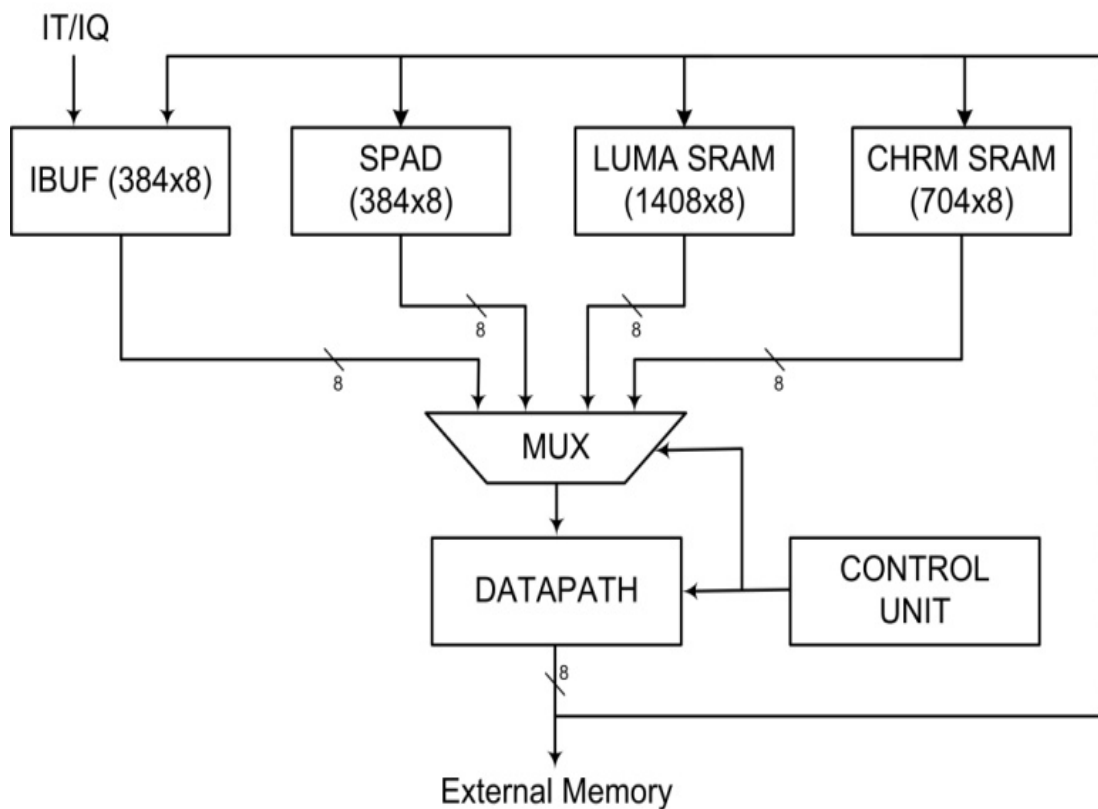 IT/IQ
IBUF (384x8)
SPAD
(384x8)
LUMA SRAM
(1408x8)
CHRM SRAM
(704x8)
8
8
8
8
MUX
DATAPATH
CONTROL
UNIT
8
External Memory